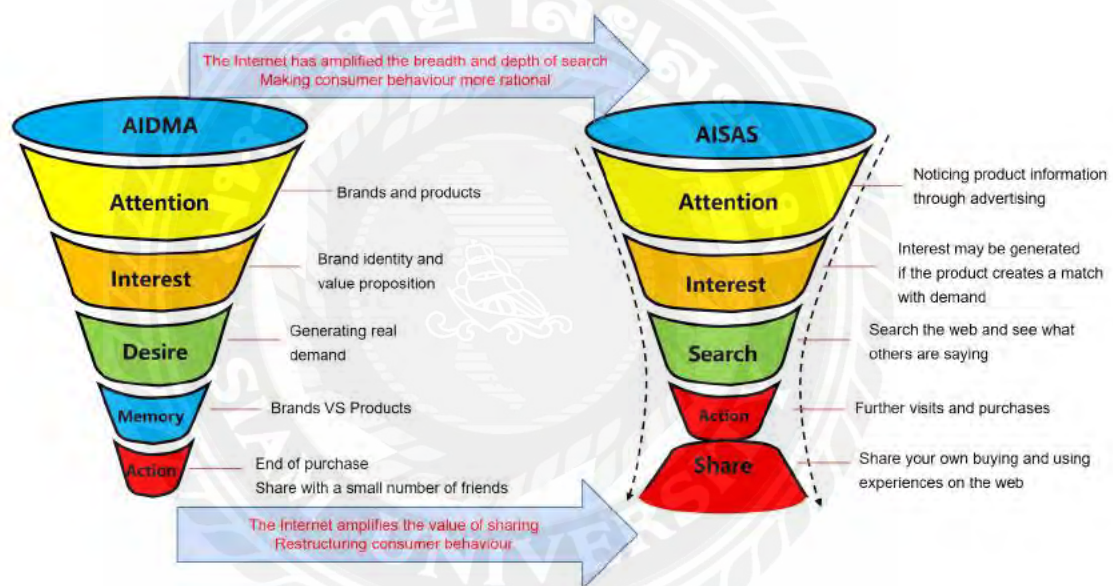 The Internet has amplified the breadth and depth of search
Making consumer behaviour more rational
AIDMA
Attention
Brands and products
Interest
Brand identity and
value proposition
Desire
Generating real
demand
Memory
Brands VS Products
Action
End of purchase
Share with a small number of friends
AISAS
Attention
Noticing product information
through advertising
Interest
Interest may be generated
if the product creates a match
with demand
Search
Search the web and see what
others are saying
Action
Further visits and purchases
Share
Share your own buying and using
experiences on the web
The Internet amplifies the value of sharing
Restructuring consumer behaviour